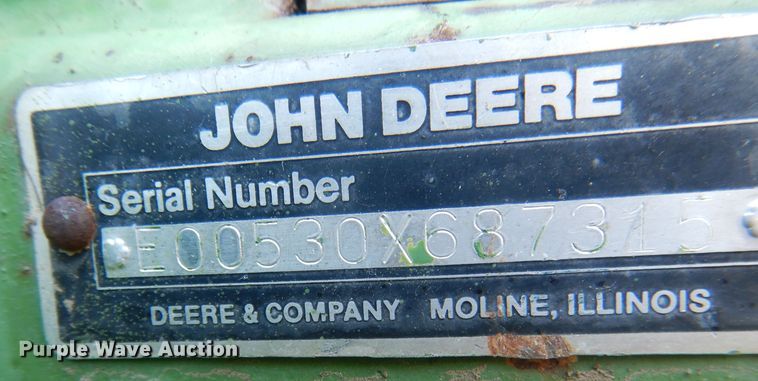 JOHN DEERE
Serial Number
E00530X687315
DEERE & COMPANY MOLINE, ILLINOIS
Purple Wave Auction